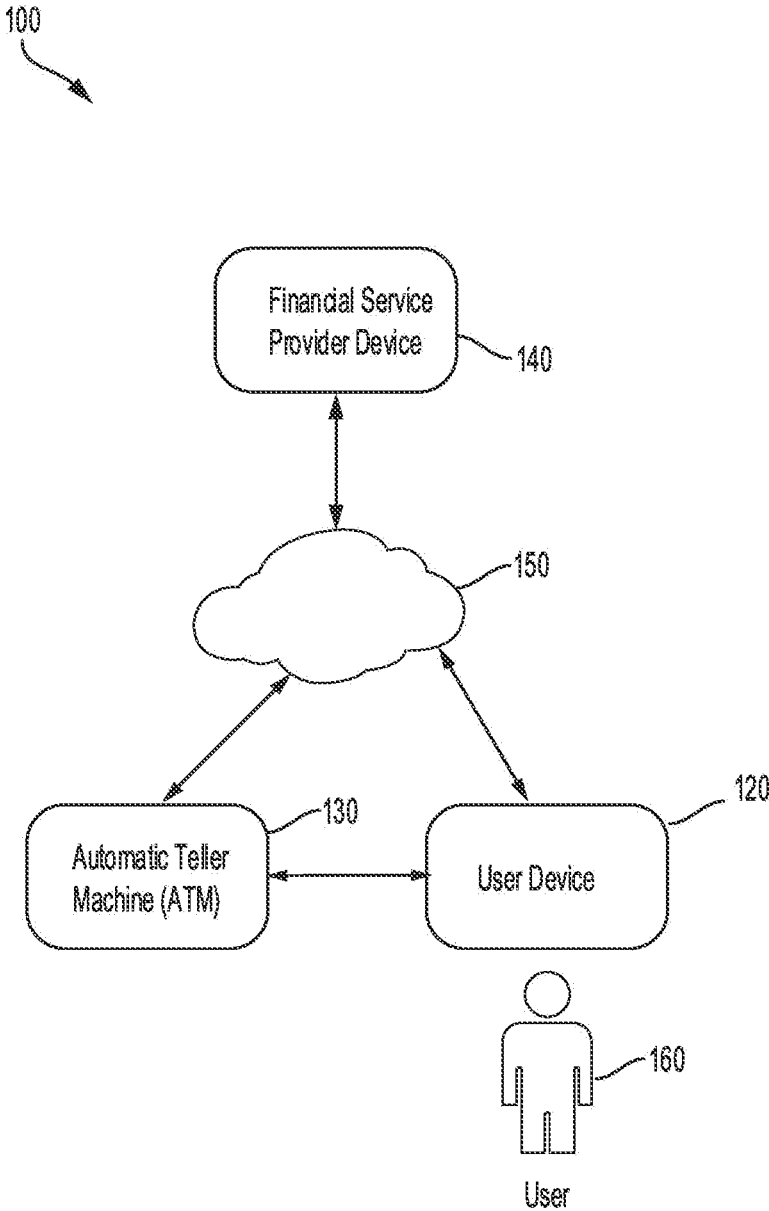 100
Financial Service
Provider Device
140
150
130
120
Automatic Teller
Machine (ATM)
User Device
160
User